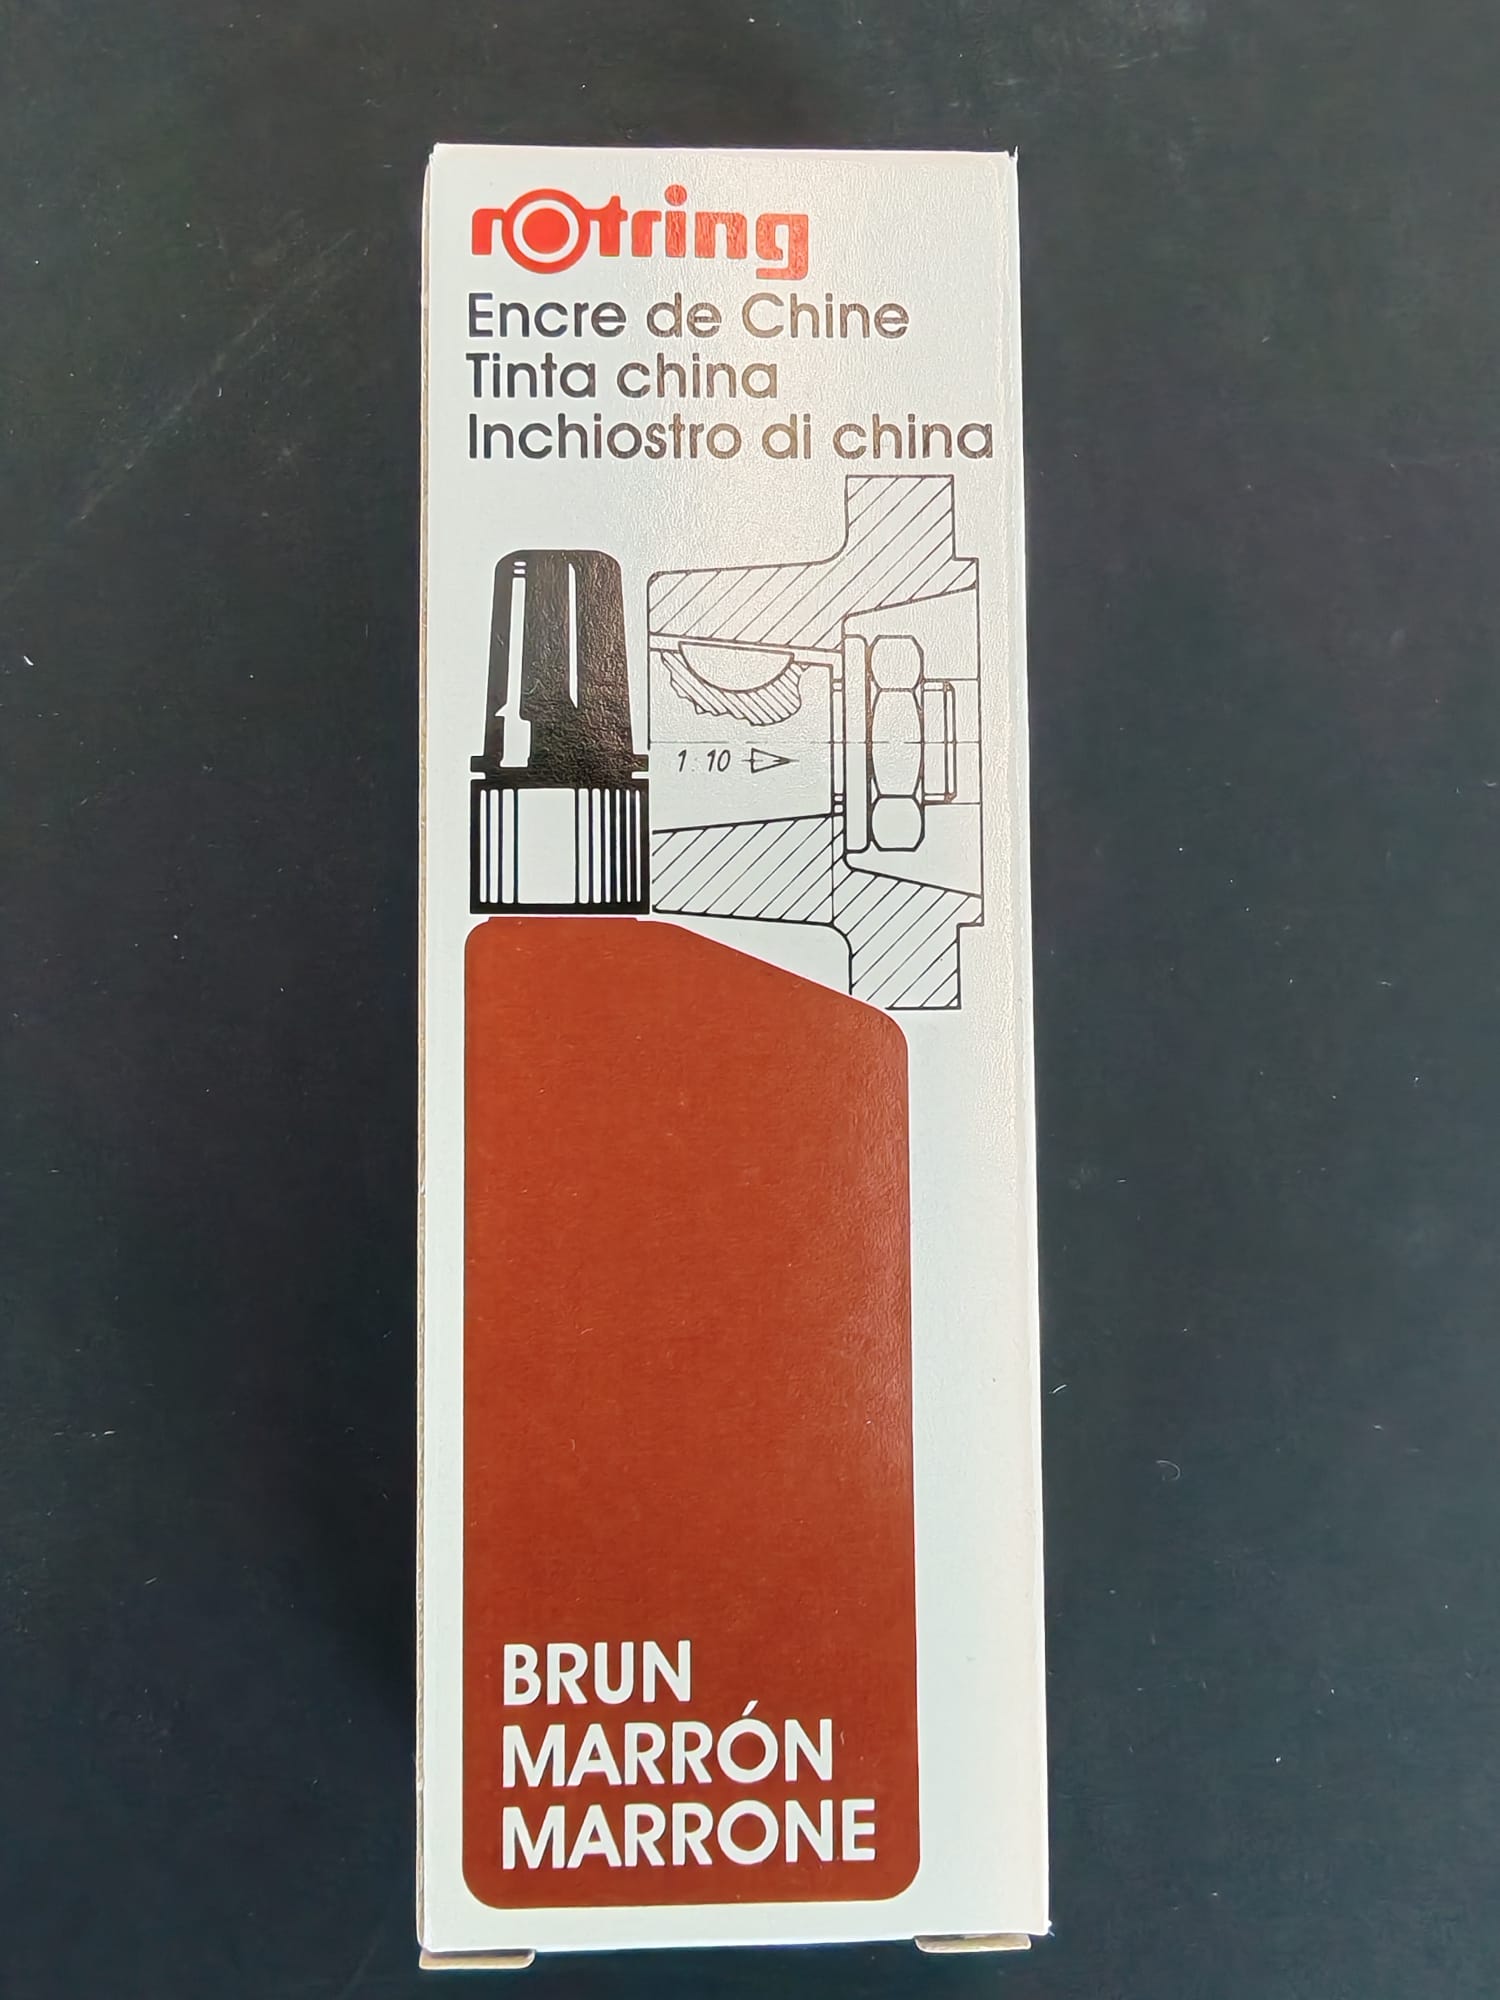 rotring
Encre de Chine
Tinta china
Inchiostro di china
1:10
BRUN
MARRÓN
MARRONE